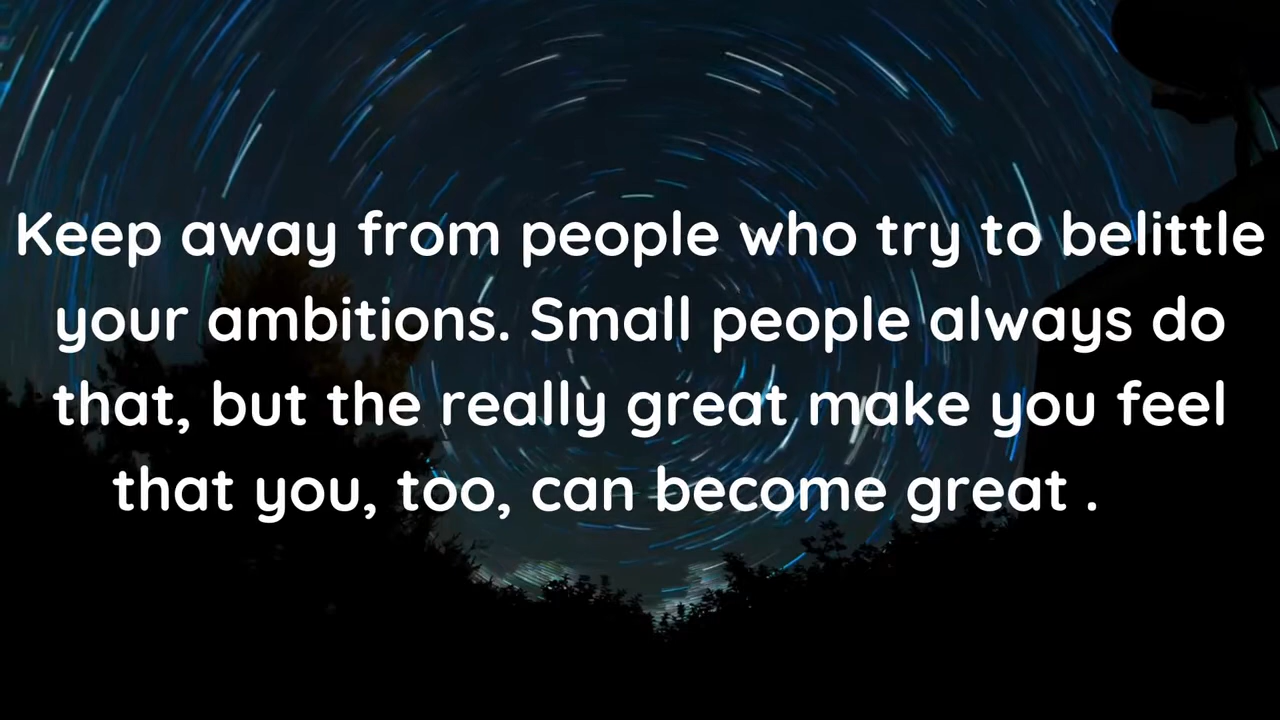 Keep away from people who try to belittle
your ambitions. Small people always do
that, but the really great make you feel
that you, too, can become great .